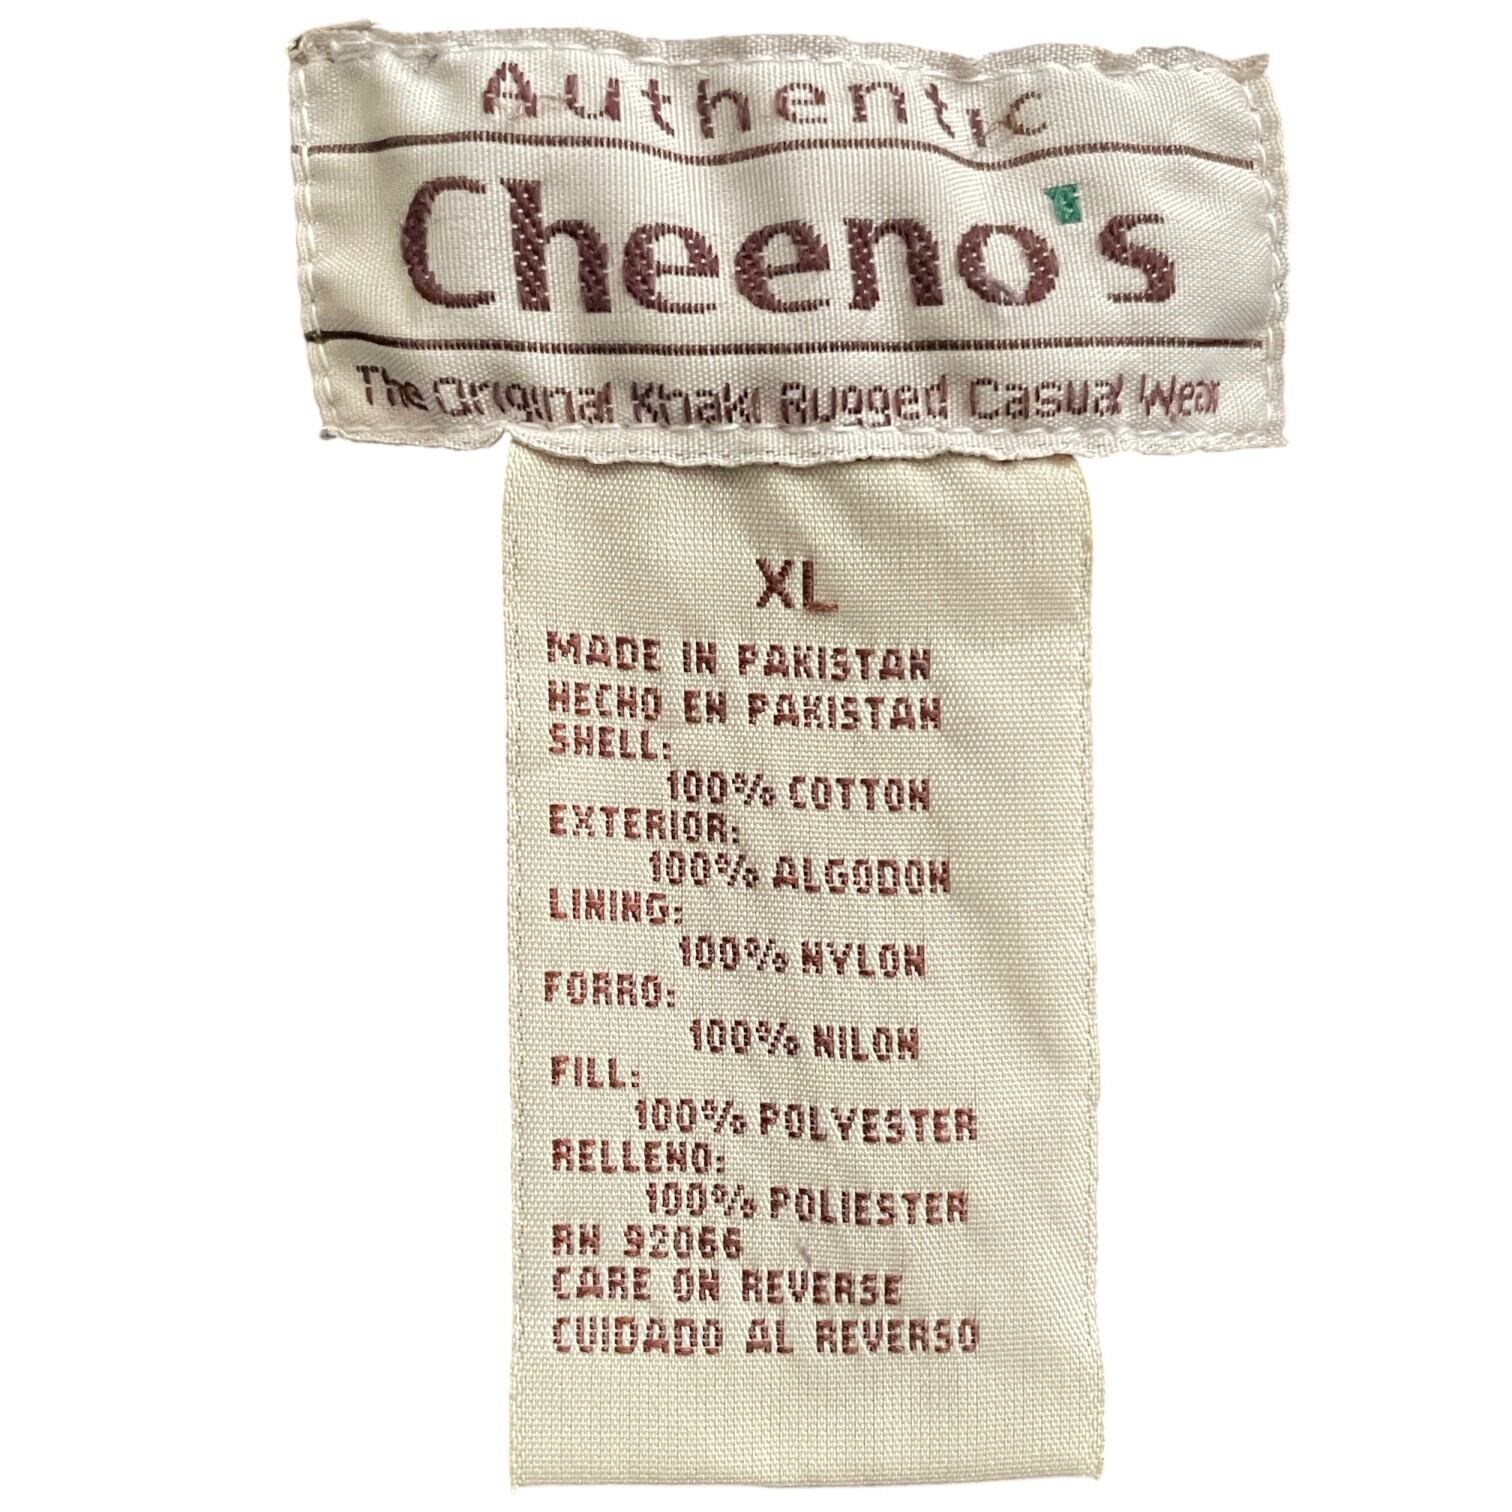 Authentic
Cheeno's
The Original Khaki Rugged Casual Wear
XL
MADE IN PAKISTAN
HECHO EN PAKISTAN
SHELL:
100% COTTON
EXTERIOR:
100% ALGODON
LINING:
100% NYLON
FORRO:
100% NILON
FILL:
100% POLYESTER
RELLENO:
100% POLIESTER
RN 92066
CARE ON REVERSE
CUIDADO AL REVERSO